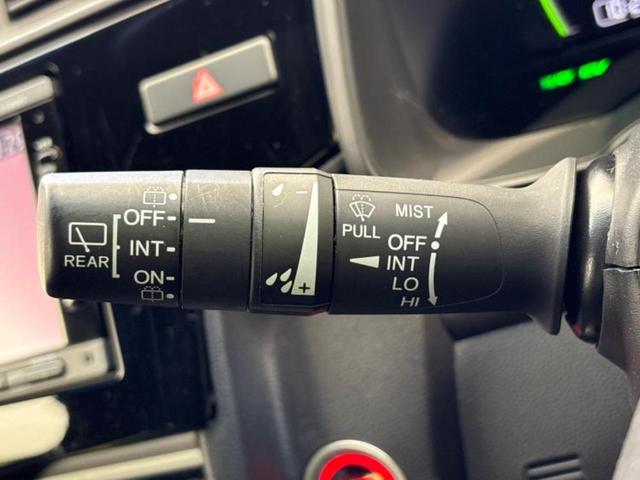 OFF
INT
REAR
ON
- 
+
PULL
MIST
OFF
INT
LO
HI